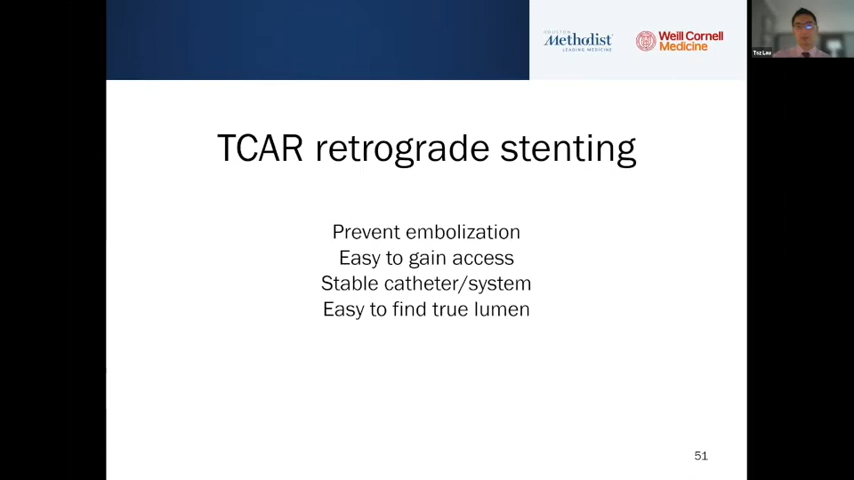 HOUSTON
Methodist
LEADING MEDICINE
Weill Cornell
Medicine
TCAR retrograde stenting
Prevent embolization
Easy to gain access
Stable catheter/system
Easy to find true lumen
51